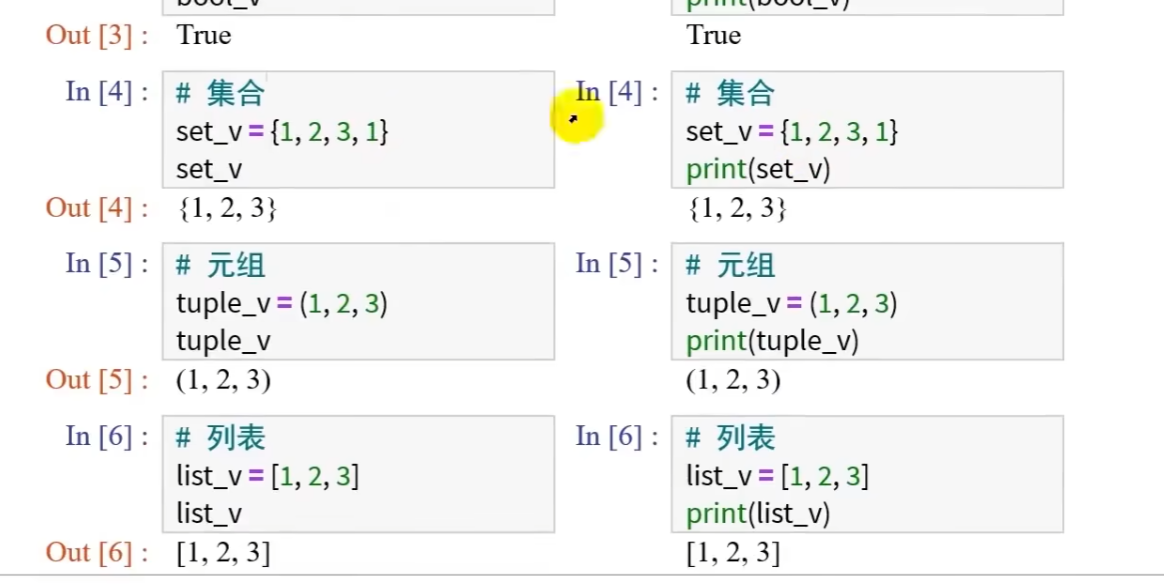 bool_v
print(bool_v)
Out [3] : True
True
In [4] : # 集合
set_v = {1, 2, 3, 1}
set_v
Out [4] : {1, 2, 3}
In [4] : # 集合
set_v = {1, 2, 3, 1}
print(set_v)
{1, 2, 3}
In [5] : # 元组
tuple_v = (1, 2, 3)
tuple_v
Out [5] : (1, 2, 3)
In [5] : # 元组
tuple_v = (1, 2, 3)
print(tuple_v)
(1, 2, 3)
In [6] : # 列表
list_v = [1, 2, 3]
list_v
Out [6] : [1, 2, 3]
In [6] : # 列表
list_v = [1, 2, 3]
print(list_v)
[1, 2, 3]